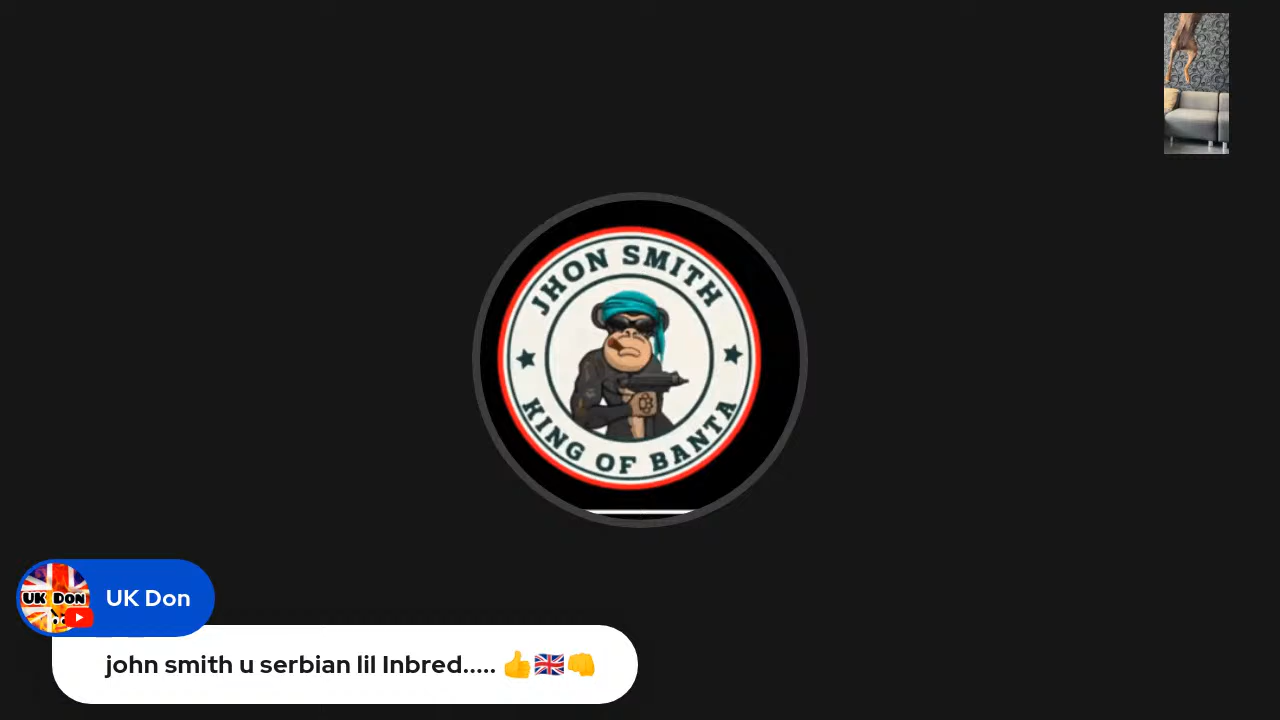 JHON SMITH
KING OF BANTA
UK DON
UK Don
john smith u serbian lil Inbred..... 👍🇬🇧👊